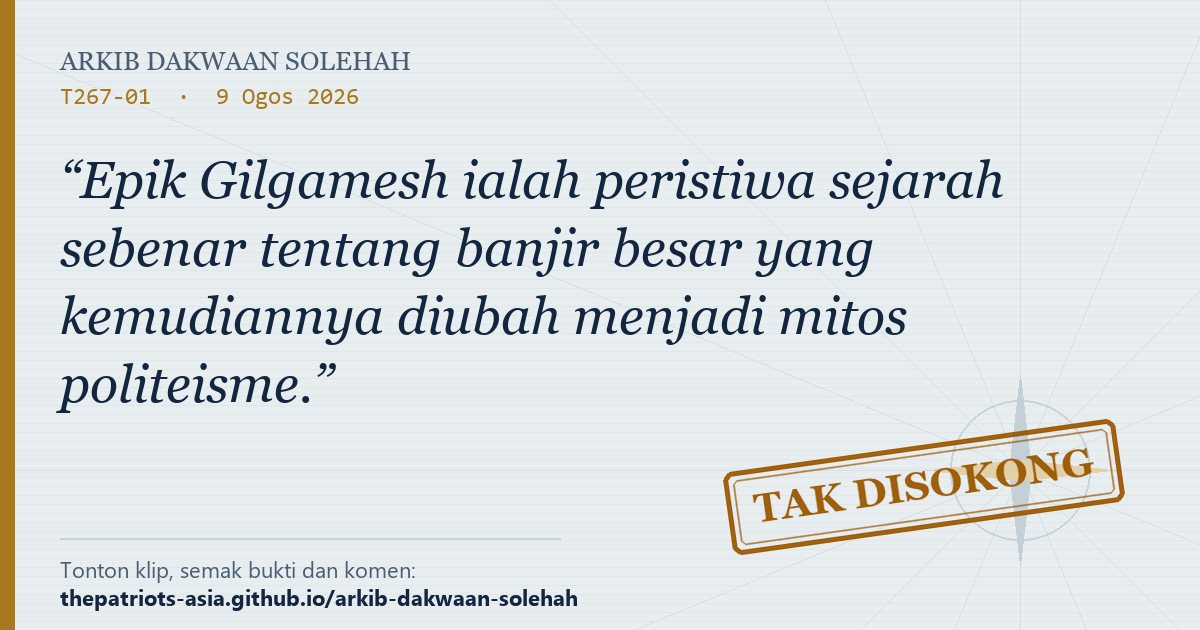 ARKIB DAKWAAN SOLEHAH
T267-01 · 9 Ogos 2026
“Epik Gilgamesh ialah peristiwa sejarah
sebenar tentang banjir besar yang
kemudiannya diubah menjadi mitos
politeisme.”
TAK DISOKONG
Tonton klip, semak bukti dan komen:
thepatriots-asia.github.io/arkib-dakwaan-solehah